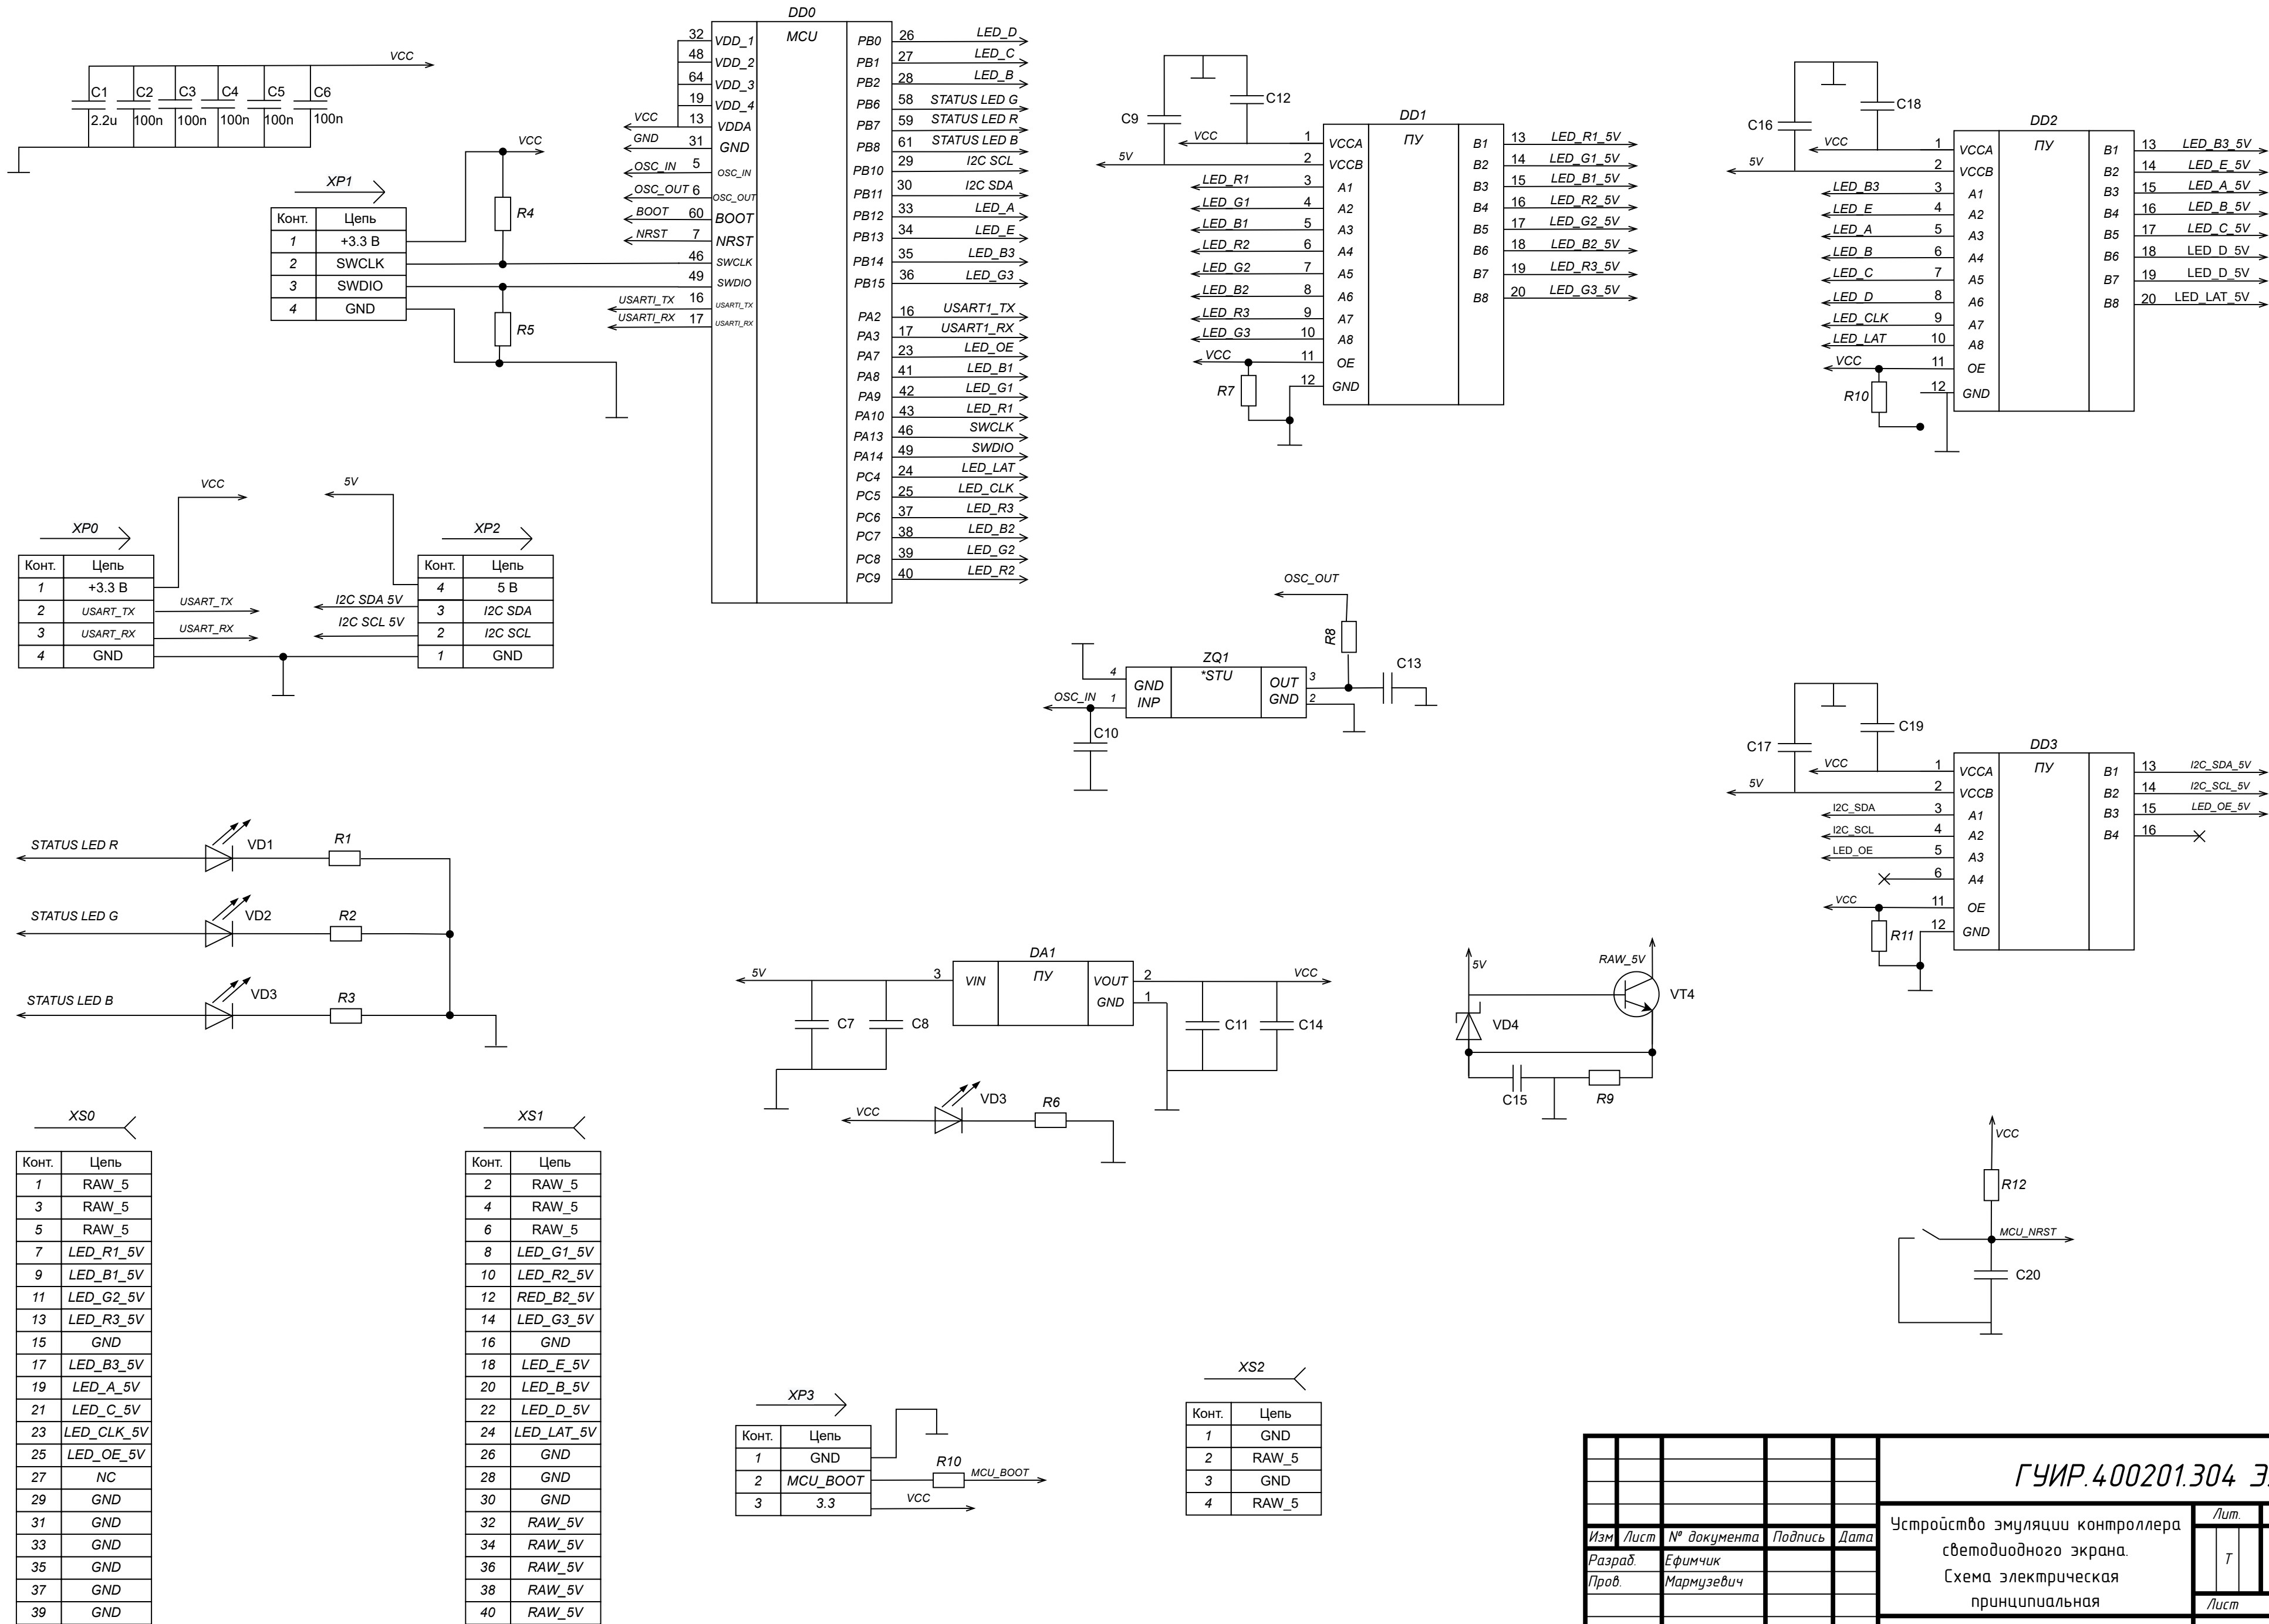 VCC
C1 C2 C3 C4 C5 C6
2.2u 100n 100n 100n 100n 100n
XP1
Конт. Цепь
1 +3.3 В
2 SWCLK
3 SWDIO
4 GND
VCC
R4
R5
DD0
MCU
32 VDD_1
48 VDD_2
64 VDD_3
19 VDD_4
VCC 13 VDDA
GND 31 GND
OSC_IN 5 OSC_IN
OSC_OUT 6 OSC_OUT
BOOT 60 BOOT
NRST 7 NRST
46 SWCLK
49 SWDIO
USARTI_TX 16 USARTI_TX
USARTI_RX 17 USARTI_RX
PB0 26 LED_D
PB1 27 LED_C
PB2 28 LED_B
PB6 58 STATUS LED G
PB7 59 STATUS LED R
PB8 61 STATUS LED B
PB10 29 I2C SCL
PB11 30 I2C SDA
PB12 33 LED_A
PB13 34 LED_E
PB14 35 LED_B3
PB15 36 LED_G3
PA2 16 USART1_TX
PA3 17 USART1_RX
PA7 23 LED_OE
PA8 41 LED_B1
PA9 42 LED_G1
PA10 43 LED_R1
PA13 46 SWCLK
PA14 49 SWDIO
PC4 24 LED_LAT
PC5 25 LED_CLK
PC6 37 LED_R3
PC7 38 LED_B2
PC8 39 LED_G2
PC9 40 LED_R2
C9
C12
DD1
ПУ
VCC 1 VCCA
5V 2 VCCB
LED_R1 3 A1
LED_G1 4 A2
LED_B1 5 A3
LED_R2 6 A4
LED_G2 7 A5
LED_B2 8 A6
LED_R3 9 A7
LED_G3 10 A8
VCC 11 OE
R7 12 GND
B1 13 LED_R1_5V
B2 14 LED_G1_5V
B3 15 LED_B1_5V
B4 16 LED_R2_5V
B5 17 LED_G2_5V
B6 18 LED_B2_5V
B7 19 LED_R3_5V
B8 20 LED_G3_5V
C16
C18
DD2
ПУ
VCC 1 VCCA
5V 2 VCCB
LED_B3 3 A1
LED_E 4 A2
LED_A 5 A3
LED_B 6 A4
LED_C 7 A5
LED_D 8 A6
LED_CLK 9 A7
LED_LAT 10 A8
VCC 11 OE
R10 12 GND
B1 13 LED_B3_5V
B2 14 LED_E_5V
B3 15 LED_A_5V
B4 16 LED_B_5V
B5 17 LED_C_5V
B6 18 LED_D_5V
B7 19 LED_D_5V
B8 20 LED_LAT_5V
VCC
XP0
Конт. Цепь
1 +3.3 В
2 USART_TX USART_TX
3 USART_RX USART_RX
4 GND
5V
XP2
Конт. Цепь
4 5 В
I2C SDA 5V 3 I2C SDA
I2C SCL 5V 2 I2C SCL
1 GND
OSC_OUT
R8
ZQ1
*STU
4 GND
OSC_IN 1 INP
OUT 3
GND 2
C13
C10
C17
C19
DD3
ПУ
VCC 1 VCCA
5V 2 VCCB
I2C_SDA 3 A1
I2C_SCL 4 A2
LED_OE 5 A3
6 A4
VCC 11 OE
R11 12 GND
B1 13 I2C_SDA_5V
B2 14 I2C_SCL_5V
B3 15 LED_OE_5V
B4 16
STATUS LED R VD1 R1
STATUS LED G VD2 R2
STATUS LED B VD3 R3
DA1
ПУ
5V 3 VIN
VOUT 2 VCC
GND 1
C7 C8 C11 C14
VCC VD3 R6
5V
RAW_5V
VT4
VD4
C15 R9
VCC
R12
MCU_NRST
C20
XS0
Конт. Цепь
1 RAW_5
3 RAW_5
5 RAW_5
7 LED_R1_5V
9 LED_B1_5V
11 LED_G2_5V
13 LED_R3_5V
15 GND
17 LED_B3_5V
19 LED_A_5V
21 LED_C_5V
23 LED_CLK_5V
25 LED_OE_5V
27 NC
29 GND
31 GND
33 GND
35 GND
37 GND
39 GND
XS1
Конт. Цепь
2 RAW_5
4 RAW_5
6 RAW_5
8 LED_G1_5V
10 LED_R2_5V
12 RED_B2_5V
14 LED_G3_5V
16 GND
18 LED_E_5V
20 LED_B_5V
22 LED_D_5V
24 LED_LAT_5V
26 GND
28 GND
30 GND
32 RAW_5V
34 RAW_5V
36 RAW_5V
38 RAW_5V
40 RAW_5V
XP3
Конт. Цепь
1 GND
2 MCU_BOOT R10 MCU_BOOT
3 3.3 VCC
XS2
Конт. Цепь
1 GND
2 RAW_5
3 GND
4 RAW_5
ГУИР.400201.304
Изм Лист № документа Подпись Дата
Разраб. Ефимчик
Пров. Мармузевич
Устройство эмуляции контроллера
светодиодного экрана.
Схема электрическая
принципиальная
Лит.
Т
Лист